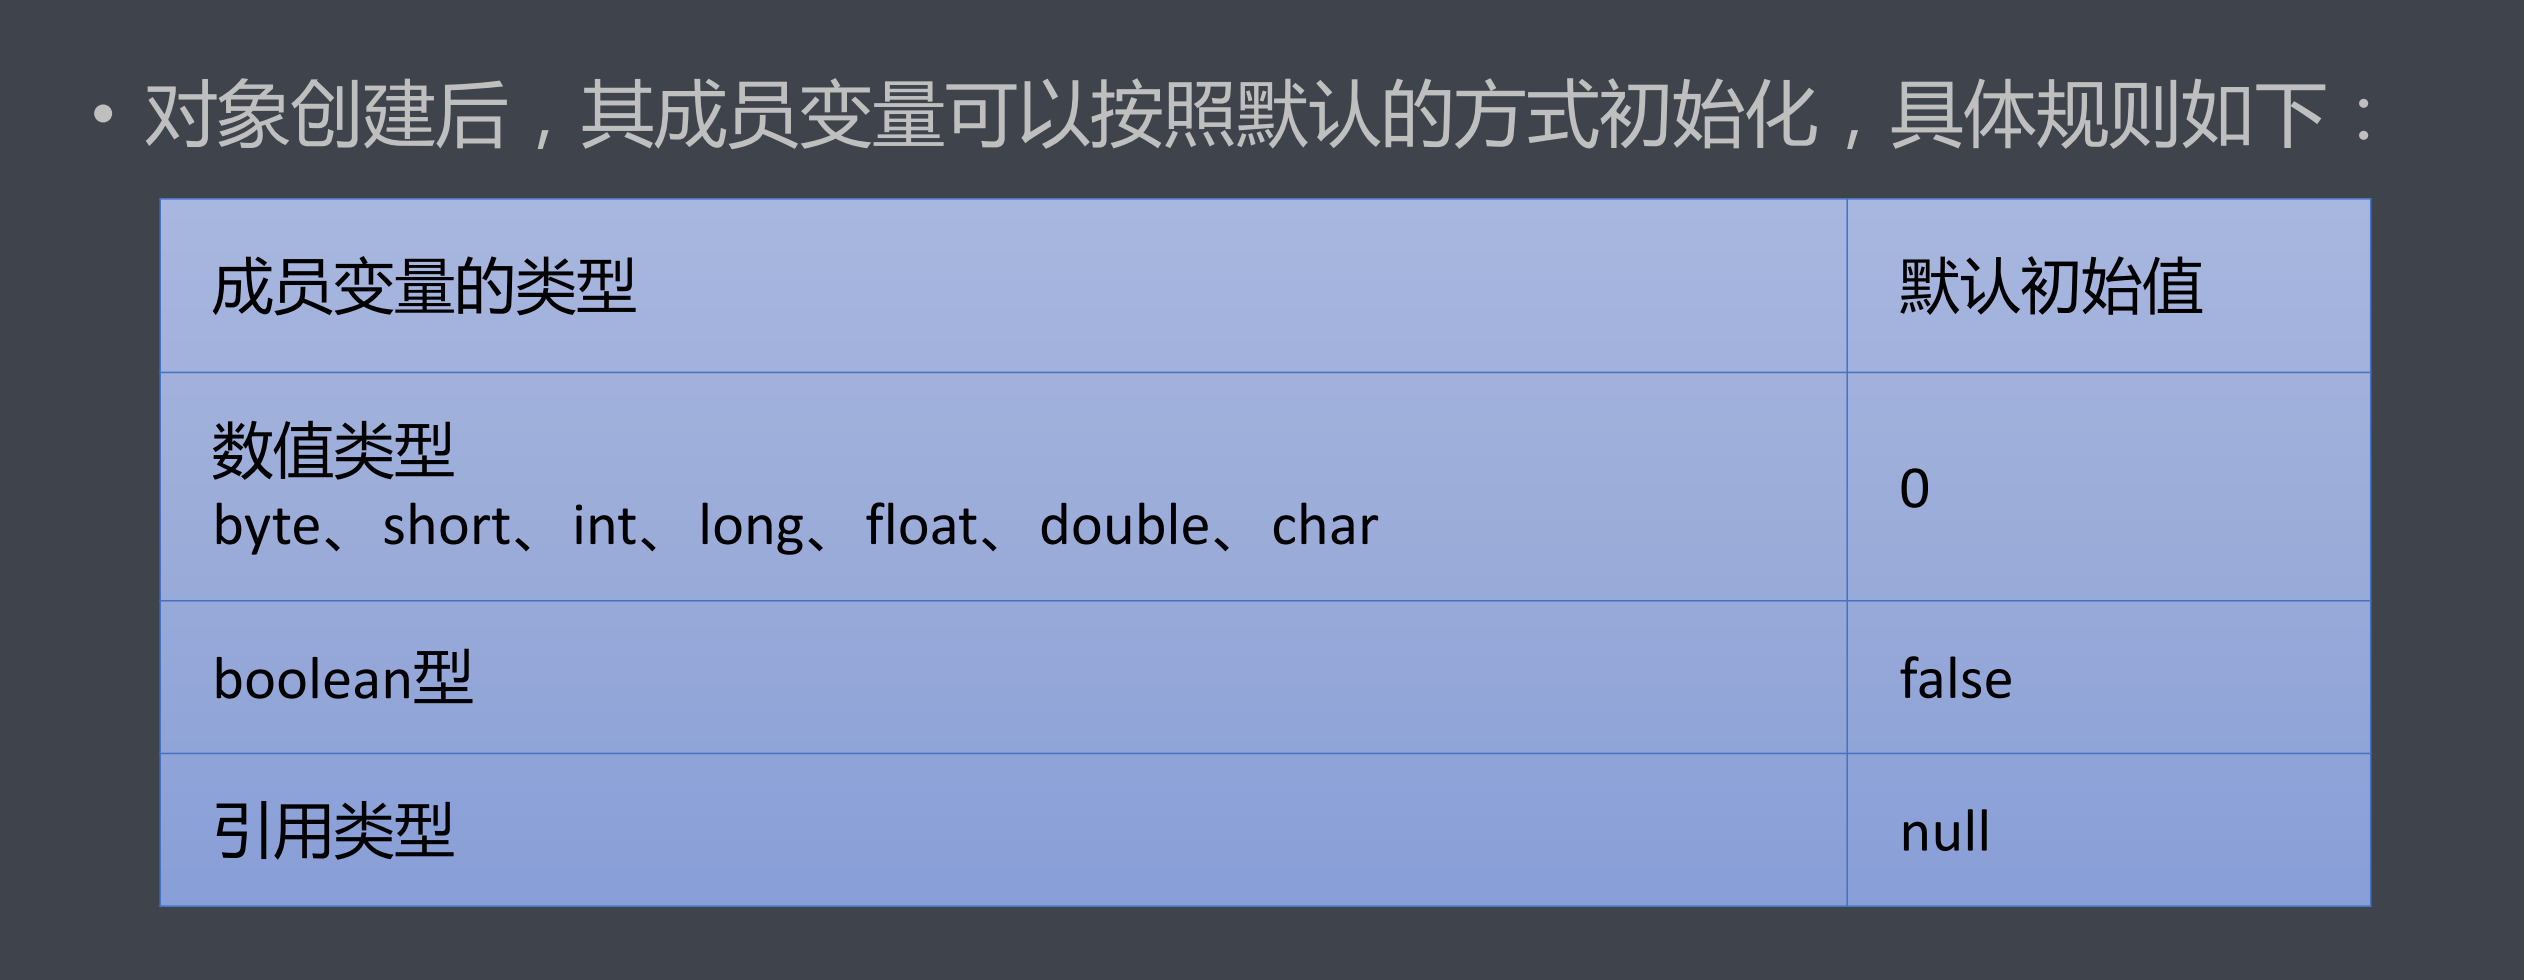 • 对象创建后，其成员变量可以按照默认的方式初始化，具体规则如下：
成员变量的类型
默认初始值
数值类型
byte、short、int、long、float、double、char
0
boolean型
false
引用类型
null